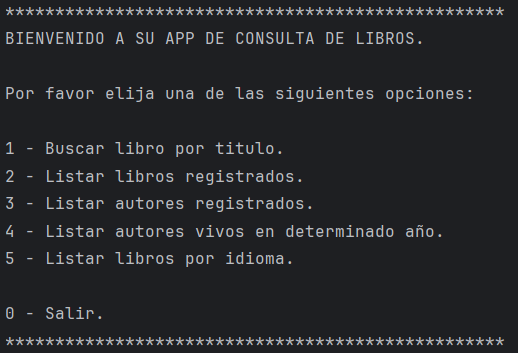 **************************************************
BIENVENIDO A SU APP DE CONSULTA DE LIBROS.
Por favor elija una de las siguientes opciones:
1 - Buscar libro por titulo.
2 - Listar libros registrados.
3 - Listar autores registrados.
4 - Listar autores vivos en determinado año.
5 - Listar libros por idioma.
0 - Salir.
**************************************************